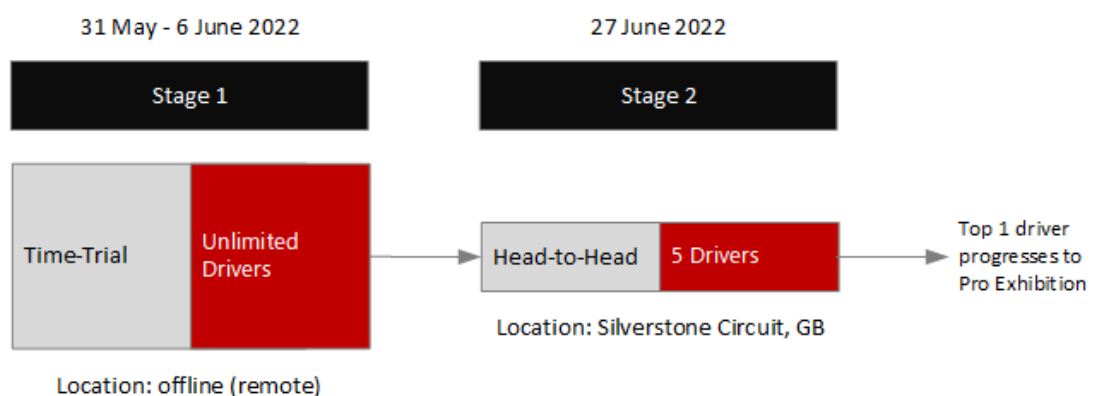 31 May - 6 June 2022
27 June 2022
Stage 1
Stage 2
Time-Trial
Unlimited
Drivers
Head-to-Head
5 Drivers
Top 1 driver
progresses to
Pro Exhibition
Location: Silverstone Circuit, GB
Location: offline (remote)